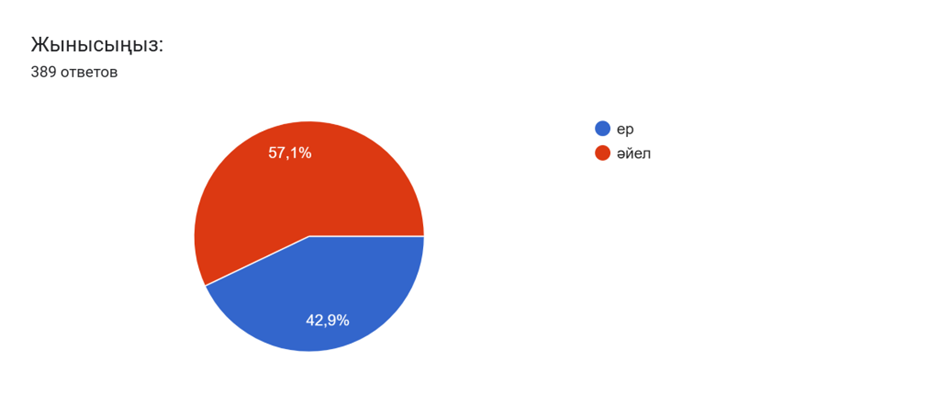 Жынысыңыз:
389 ответов
57,1%
42,9%
ер
әйел